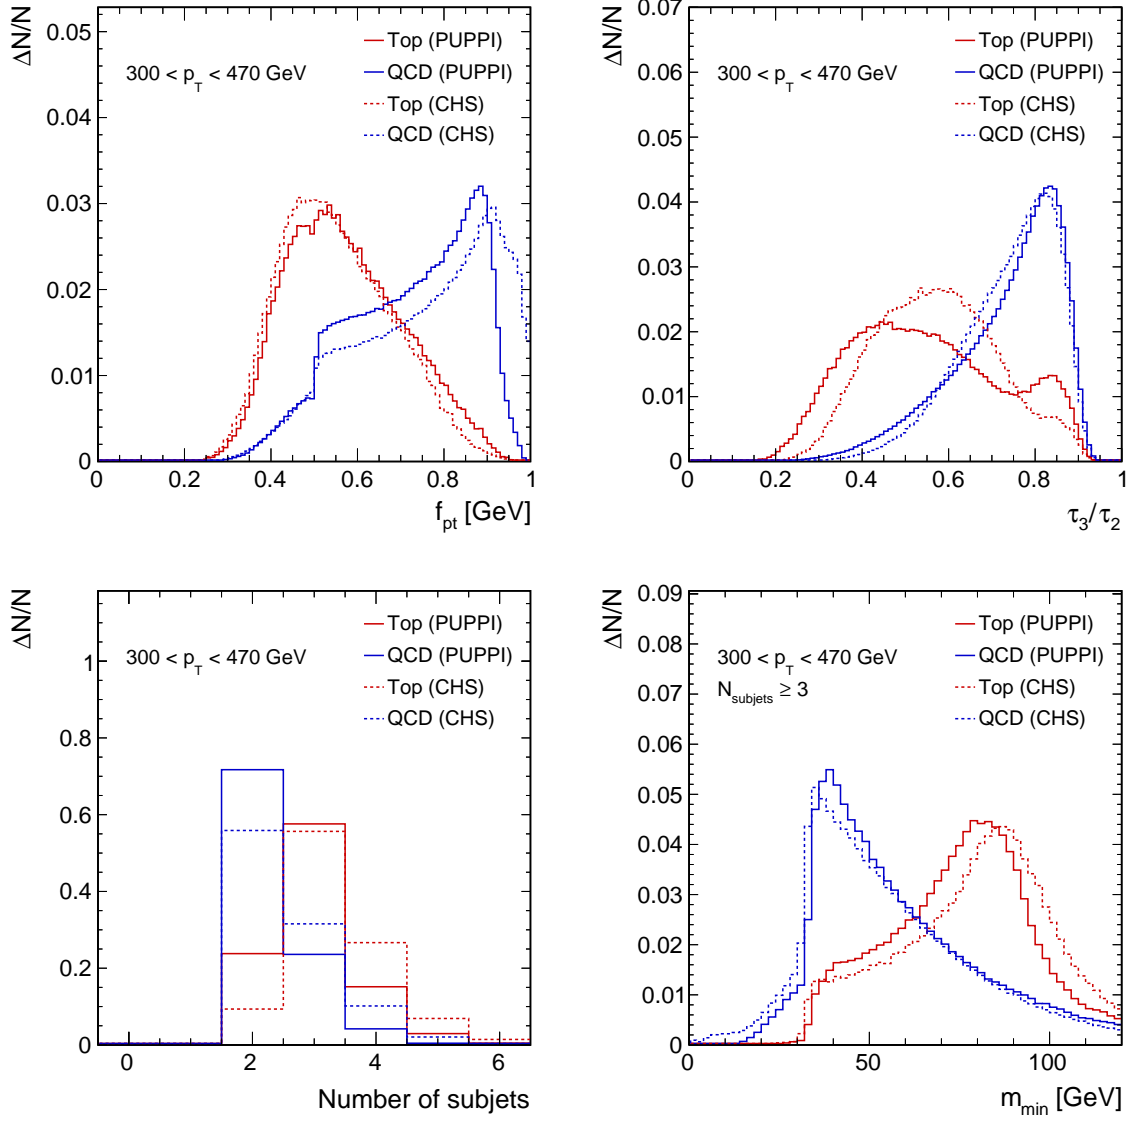 ΔN/N
0.05
0.04
0.03
0.02
0.01
0
300 < p_T < 470 GeV
Top (PUPPI)
QCD (PUPPI)
Top (CHS)
QCD (CHS)
0 0.2 0.4 0.6 0.8 1
f_pt [GeV]
ΔN/N
0.07
0.06
0.05
0.04
0.03
0.02
0.01
0
300 < p_T < 470 GeV
Top (PUPPI)
QCD (PUPPI)
Top (CHS)
QCD (CHS)
0 0.2 0.4 0.6 0.8 1
τ_3/τ_2
ΔN/N
1
0.8
0.6
0.4
0.2
0
300 < p_T < 470 GeV
Top (PUPPI)
QCD (PUPPI)
Top (CHS)
QCD (CHS)
0 2 4 6
Number of subjets
ΔN/N
0.09
0.08
0.07
0.06
0.05
0.04
0.03
0.02
0.01
0
300 < p_T < 470 GeV
N_subjets ≥ 3
Top (PUPPI)
QCD (PUPPI)
Top (CHS)
QCD (CHS)
0 50 100
m_min [GeV]